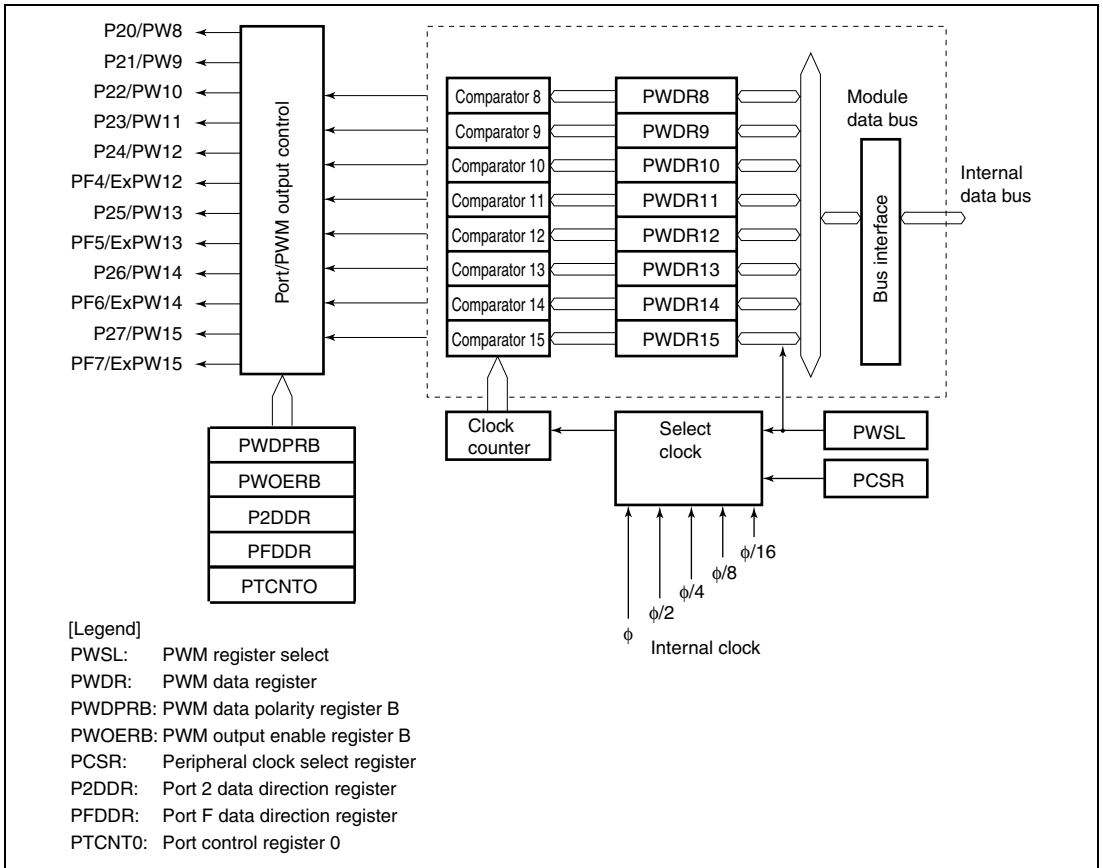 P20/PW8
P21/PW9
P22/PW10
P23/PW11
P24/PW12
PF4/ExPW12
P25/PW13
PF5/ExPW13
P26/PW14
PF6/ExPW14
P27/PW15
PF7/ExPW15
Port/PWM output control
Comparator 8
Comparator 9
Comparator 10
Comparator 11
Comparator 12
Comparator 13
Comparator 14
Comparator 15
PWDR8
PWDR9
PWDR10
PWDR11
PWDR12
PWDR13
PWDR14
PWDR15
Module
data bus
Bus interface
Internal
data bus
Clock
counter
Select
clock
PWSL
PCSR
PWDPRB
PWOERB
P2DDR
PFDDR
PTCNTO
ϕ/16
ϕ/8
ϕ/4
ϕ/2
ϕ
Internal clock
[Legend]
PWSL: PWM register select
PWDR: PWM data register
PWDPRB: PWM data polarity register B
PWOERB: PWM output enable register B
PCSR: Peripheral clock select register
P2DDR: Port 2 data direction register
PFDDR: Port F data direction register
PTCNT0: Port control register 0